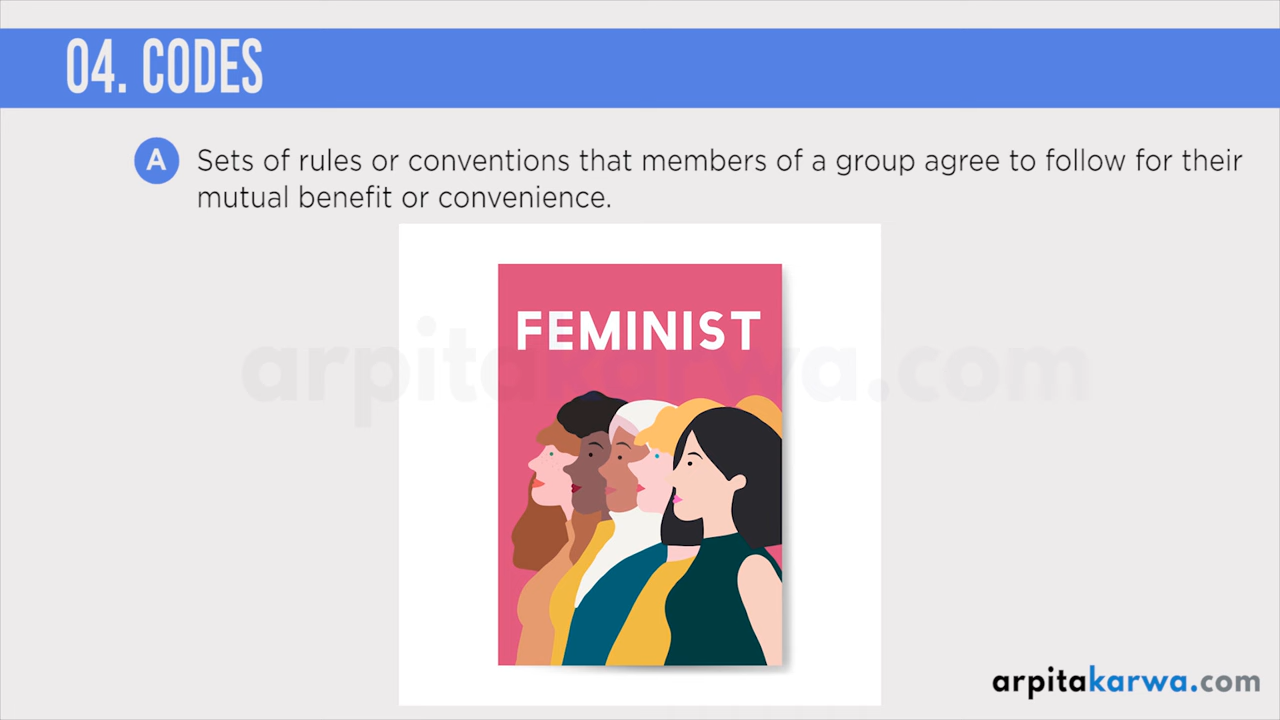 04. CODES
A
Sets of rules or conventions that members of a group agree to follow for their
mutual benefit or convenience.
FEMINIST
arpitakarwa.com
arpitakarwa.com